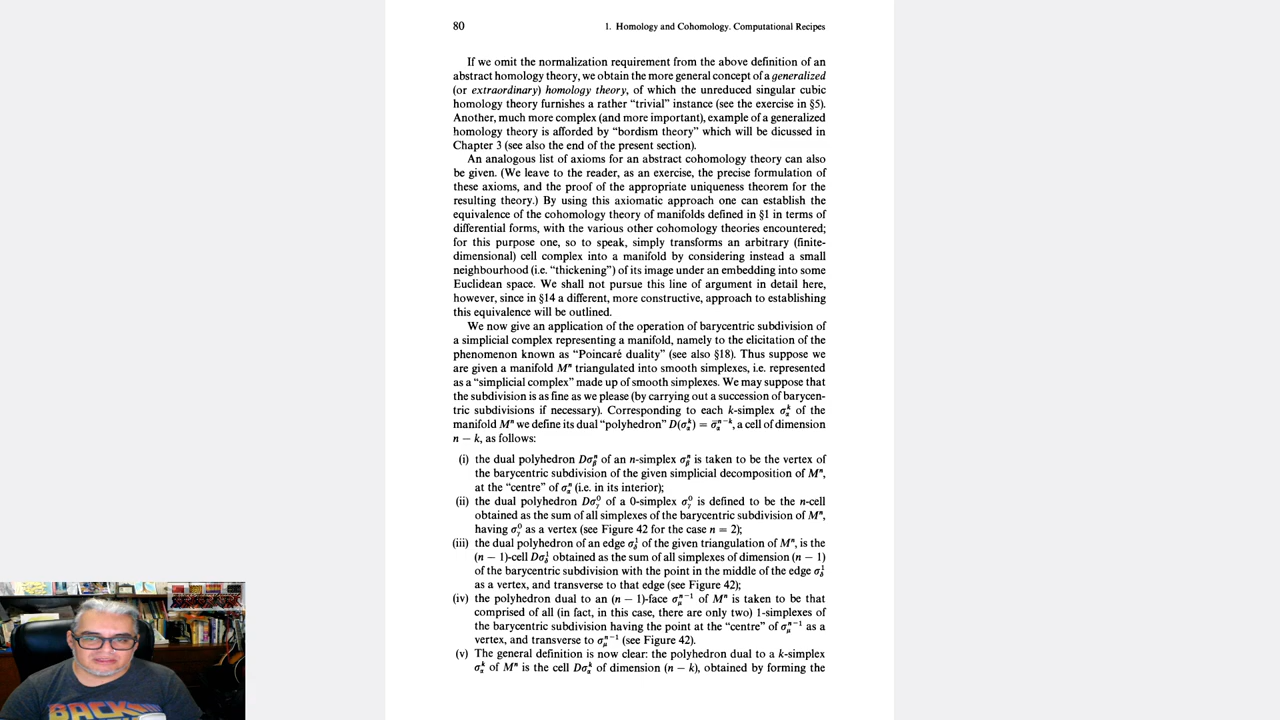 80
1. Homology and Cohomology. Computational Recipes
If we omit the normalization requirement from the above definition of an
abstract homology theory, we obtain the more general concept of a generalized
(or extraordinary) homology theory, of which the unreduced singular cubic
homology theory furnishes a rather “trivial” instance (see the exercise in §5).
Another, much more complex (and more important), example of a generalized
homology theory is afforded by “bordism theory” which will be dicussed in
Chapter 3 (see also the end of the present section).
An analogous list of axioms for an abstract cohomology theory can also
be given. (We leave to the reader, as an exercise, the precise formulation of
these axioms, and the proof of the appropriate uniqueness theorem for the
resulting theory.) By using this axiomatic approach one can establish the
equivalence of the cohomology theory of manifolds defined in §1 in terms of
differential forms, with the various other cohomology theories encountered;
for this purpose one, so to speak, simply transforms an arbitrary (finite-
dimensional) cell complex into a manifold by considering instead a small
neighbourhood (i.e. “thickening”) of its image under an embedding into some
Euclidean space. We shall not pursue this line of argument in detail here,
however, since in §14 a different, more constructive, approach to establishing
this equivalence will be outlined.
We now give an application of the operation of barycentric subdivision of
a simplicial complex representing a manifold, namely to the elicitation of the
phenomenon known as “Poincaré duality” (see also §18). Thus suppose we
are given a manifold Mⁿ triangulated into smooth simplexes, i.e. represented
as a “simplicial complex” made up of smooth simplexes. We may suppose that
the subdivision is as fine as we please (by carrying out a succession of barycen-
tric subdivisions if necessary). Corresponding to each k-simplex σ_α^k of the
manifold Mⁿ we define its dual “polyhedron” D(σ_α^k) = σ̄_α^{n−k}, a cell of dimension
n − k, as follows:
(i) the dual polyhedron Dσ_β^n of an n-simplex σ_β^n is taken to be the vertex of
the barycentric subdivision of the given simplicial decomposition of Mⁿ,
at the “centre” of σ_α^n (i.e. in its interior);
(ii) the dual polyhedron Dσ_γ^0 of a 0-simplex σ_γ^0 is defined to be the n-cell
obtained as the sum of all simplexes of the barycentric subdivision of Mⁿ,
having σ_γ^0 as a vertex (see Figure 42 for the case n = 2);
(iii) the dual polyhedron of an edge σ_δ^1 of the given triangulation of Mⁿ, is the
(n − 1)-cell Dσ_δ^1 obtained as the sum of all simplexes of dimension (n − 1)
of the barycentric subdivision with the point in the middle of the edge σ_δ^1
as a vertex, and transverse to that edge (see Figure 42);
(iv) the polyhedron dual to an (n − 1)-face σ_μ^{n−1} of Mⁿ is taken to be that
comprised of all (in fact, in this case, there are only two) 1-simplexes of
the barycentric subdivision having the point at the “centre” of σ_μ^{n−1} as a
vertex, and transverse to σ_μ^{n−1} (see Figure 42).
(v) The general definition is now clear: the polyhedron dual to a k-simplex
σ_α^k of Mⁿ is the cell Dσ_α^k of dimension (n − k), obtained by forming the
BACK